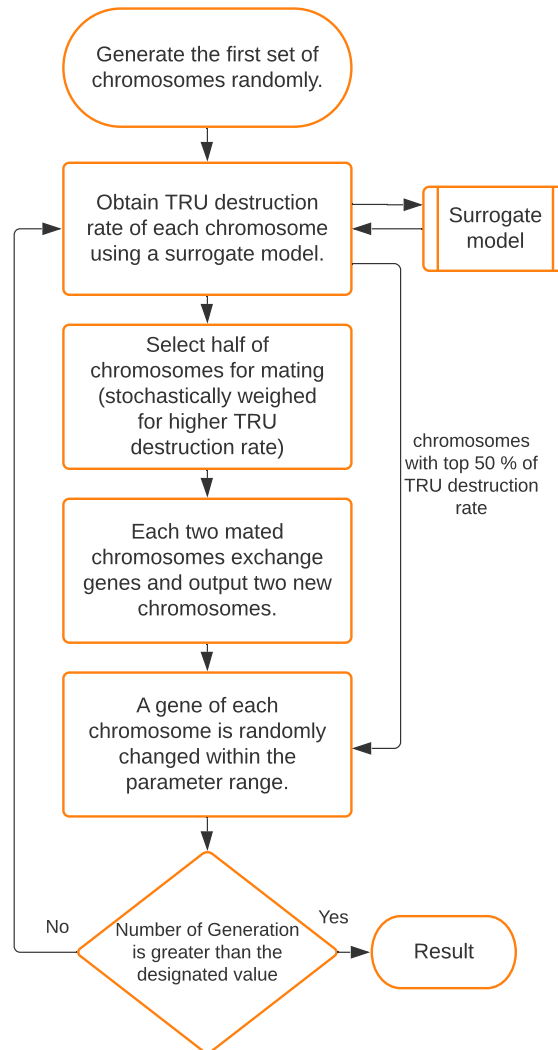 Generate the first set of
chromosomes randomly.
Obtain TRU destruction
rate of each chromosome
using a surrogate model.
Surrogate
model
Select half of
chromosomes for mating
(stochastically weighed
for higher TRU
destruction rate)
chromosomes
with top 50 % of
TRU destruction
rate
Each two mated
chromosomes exchange
genes and output two new
chromosomes.
A gene of each
chromosome is randomly
changed within the
parameter range.
Number of Generation
is greater than the
designated value
No
Yes
Result